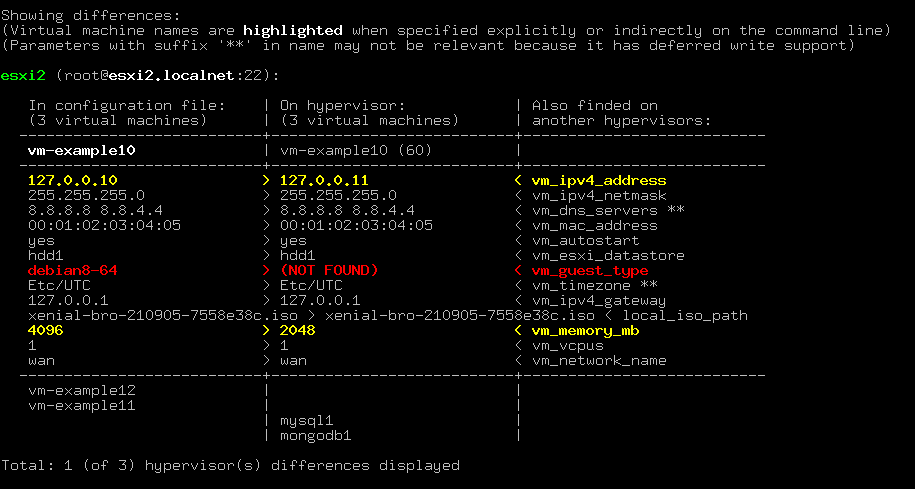 Showing differences:
(Virtual machine names are highlighted when specified explicitly or indirectly on the command line)
(Parameters with suffix '**' in name may not be relevant because it has deferred write support)
esxi2 (root@esxi2.localnet:22):
In configuration file: | On hypervisor: | Also finded on
(3 virtual machines) | (3 virtual machines) | another hypervisors:
---------------------------+---------------------------+---------------------------
vm-example10 | vm-example10 (60) |
---------------------------+---------------------------+---------------------------
127.0.0.10 > 127.0.0.11 < vm_ipv4_address
255.255.255.0 > 255.255.255.0 < vm_ipv4_netmask
8.8.8.8 8.8.4.4 > 8.8.8.8 8.8.4.4 < vm_dns_servers **
00:01:02:03:04:05 > 00:01:02:03:04:05 < vm_mac_address
yes > yes < vm_autostart
hdd1 > hdd1 < vm_esxi_datastore
debian8-64 > (NOT FOUND) < vm_guest_type
Etc/UTC > Etc/UTC < vm_timezone **
127.0.0.1 > 127.0.0.1 < vm_ipv4_gateway
xenial-bro-210905-7558e38c.iso > xenial-bro-210905-7558e38c.iso < local_iso_path
4096 > 2048 < vm_memory_mb
1 > 1 < vm_vcpus
wan > wan < vm_network_name
---------------------------+---------------------------+---------------------------
vm-example12 | |
vm-example11 | |
| mysql1 |
| mongodb1 |
Total: 1 (of 3) hypervisor(s) differences displayed